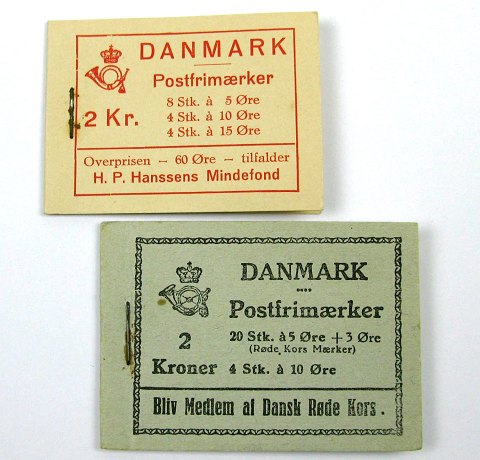 DANMARK
Postfrimærker
8 Stk. à 5 Øre
2 Kr. 4 Stk. à 10 Øre
4 Stk. à 15 Øre
Overprisen — 60 Øre — tilfalder
H. P. Hanssens Mindefond
DANMARK
Postfrimærker
2 20 Stk. à 5 Øre + 3 Øre
(Røde Kors Mærker)
Kroner 4 Stk. à 10 Øre
Bliv Medlem af Dansk Røde Kors.